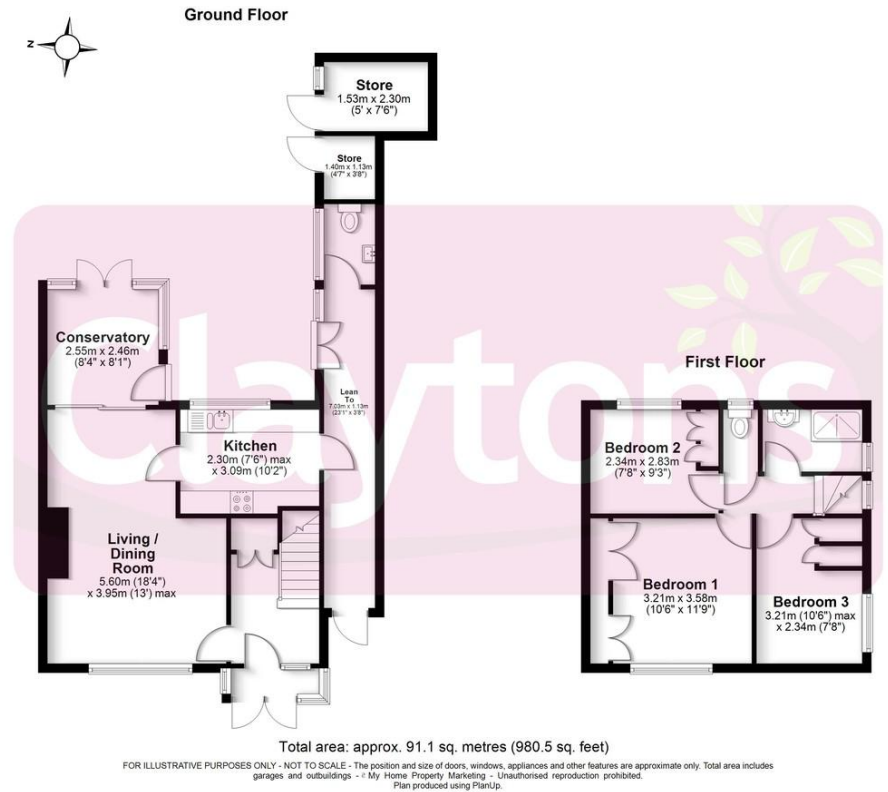 Ground Floor
Z
Store
1.53m x 2.30m
(5' x 7'6")
Store
1.40m x 1.13m
(4'7" x 3'8")
Conservatory
2.55m x 2.46m
(8'4" x 8'1")
Lean
To
7.03m x 1.13m
(23'1" x 3'8")
Kitchen
2.30m (7'6") max
x 3.09m (10'2")
Living /
Dining
Room
5.60m (18'4")
x 3.95m (13') max
First Floor
Bedroom 2
2.34m x 2.83m
(7'8" x 9'3")
Bedroom 1
3.21m x 3.58m
(10'6" x 11'9")
Bedroom 3
3.21m (10'6") max
x 2.34m (7'8")
Claytons
Total area: approx. 91.1 sq. metres (980.5 sq. feet)
FOR ILLUSTRATIVE PURPOSES ONLY - NOT TO SCALE - The position and size of doors, windows, appliances and other features are approximate only. Total area includes
garages and outbuildings - My Home Property Marketing - Unauthorised reproduction prohibited.
Plan produced using PlanUp.